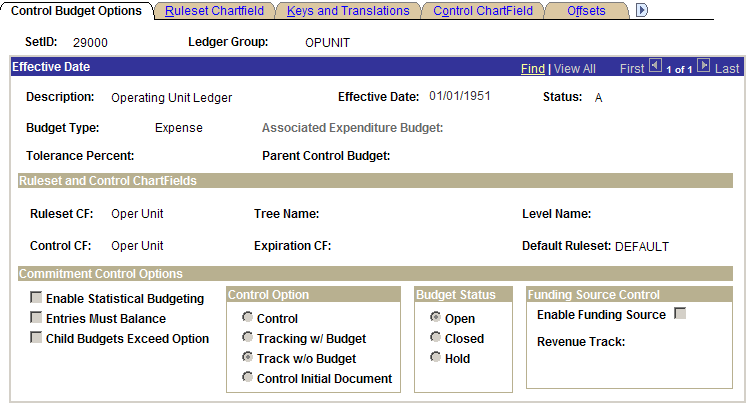 Control Budget Options Ruleset Chartfield Keys and Translations Control ChartField Offsets
SetID: 29000 Ledger Group: OPUNIT
Effective Date Find | View All First 1 of 1 Last
Description: Operating Unit Ledger Effective Date: 01/01/1951 Status: A
Budget Type: Expense Associated Expenditure Budget:
Tolerance Percent: Parent Control Budget:
Ruleset and Control ChartFields
Ruleset CF: Oper Unit Tree Name: Level Name:
Control CF: Oper Unit Expiration CF: Default Ruleset: DEFAULT
Commitment Control Options
Enable Statistical Budgeting
Entries Must Balance
Child Budgets Exceed Option
Control Option
Control
Tracking w/ Budget
Track w/o Budget
Control Initial Document
Budget Status
Open
Closed
Hold
Funding Source Control
Enable Funding Source
Revenue Track: